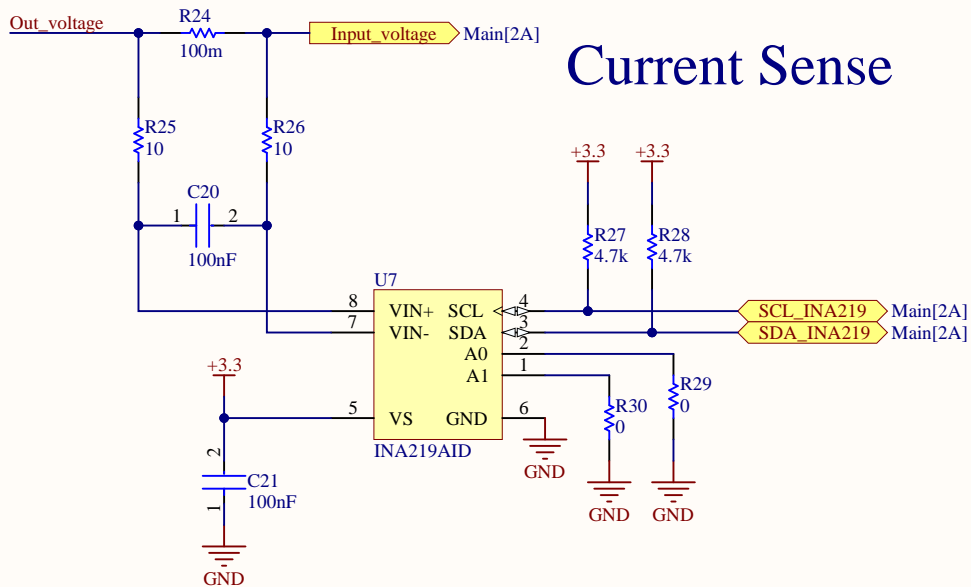 Out_voltage
R24
100m
Input_voltage
Main[2A]
Current Sense
R25
10
R26
10
C20
1
2
100nF
+3.3
+3.3
R27
4.7k
R28
4.7k
U7
8
VIN+
SCL
4
SCL_INA219
Main[2A]
7
VIN-
SDA
3
SDA_INA219
Main[2A]
A0
2
A1
1
R29
0
R30
0
+3.3
5
VS
GND
6
INA219AID
GND
2
C21
100nF
1
GND
GND
GND